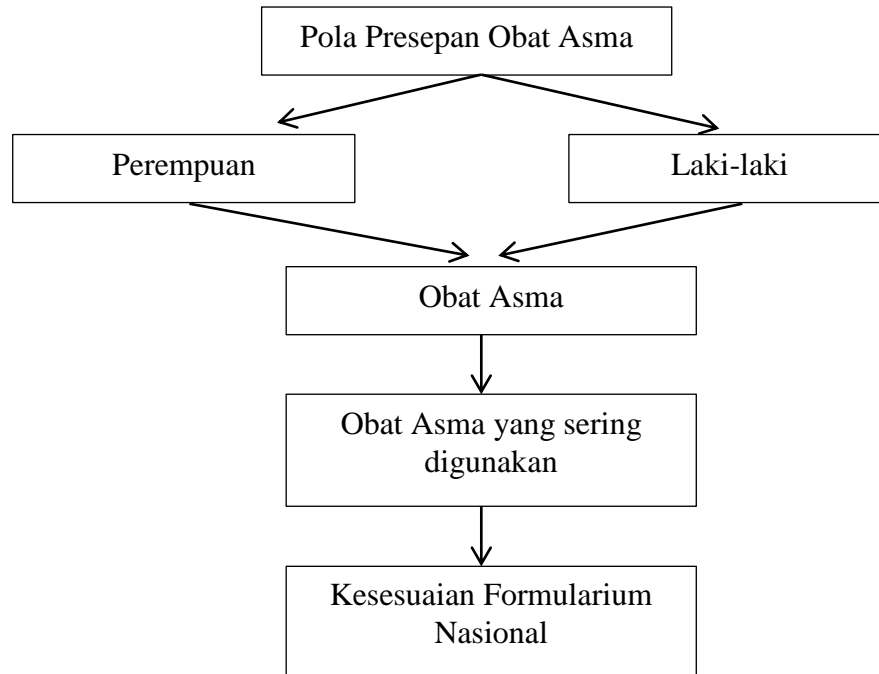 Pola Presepan Obat Asma
Perempuan
Laki-laki
Obat Asma
Obat Asma yang sering
digunakan
Kesesuaian Formularium
Nasional